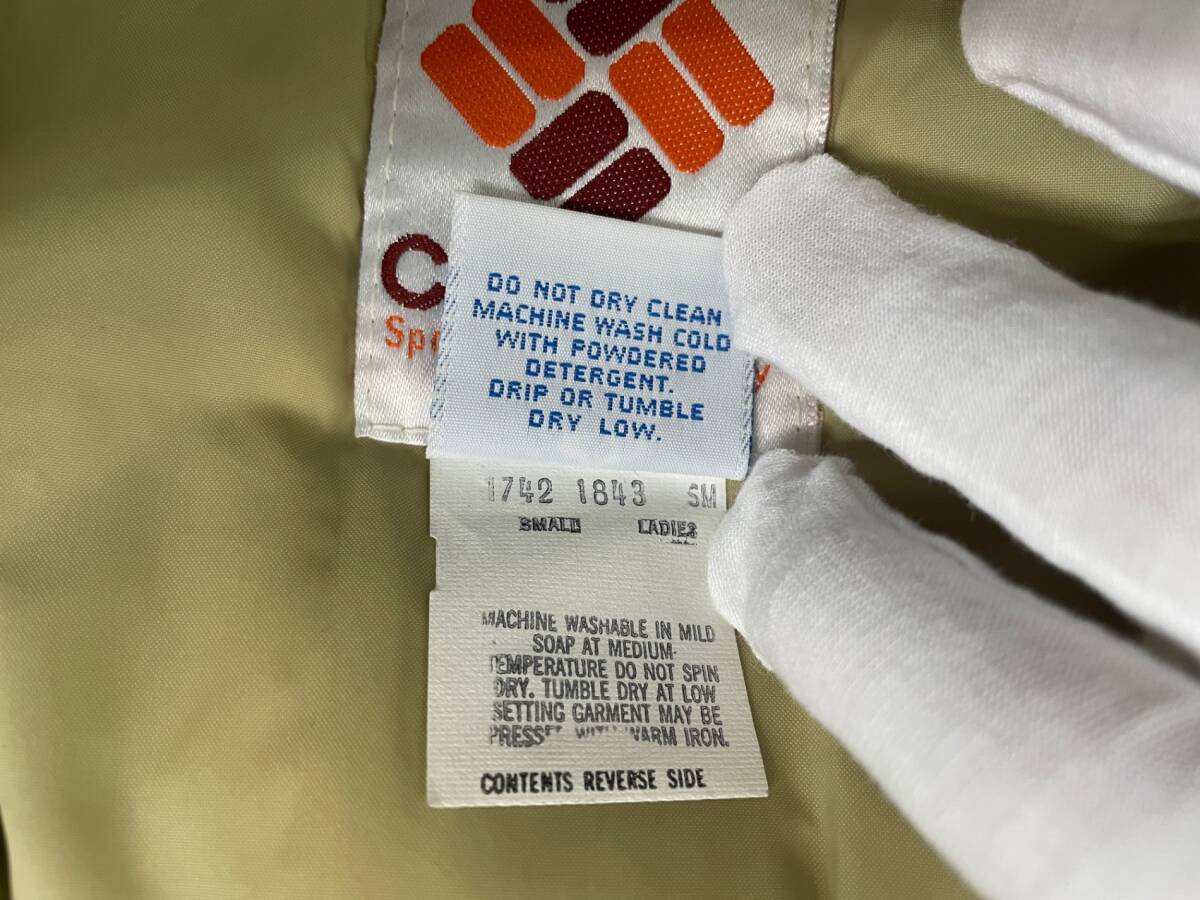 C
DO NOT DRY CLEAN
MACHINE WASH COLD
WITH POWDERED
DETERGENT.
DRIP OR TUMBLE
DRY LOW.
1742 1843 SM
SMALL LADIES
MACHINE WASHABLE IN MILD
SOAP AT MEDIUM-
TEMPERATURE DO NOT SPIN
DRY. TUMBLE DRY AT LOW
SETTING GARMENT MAY BE
WARM IRON.
CONTENTS REVERSE SIDE